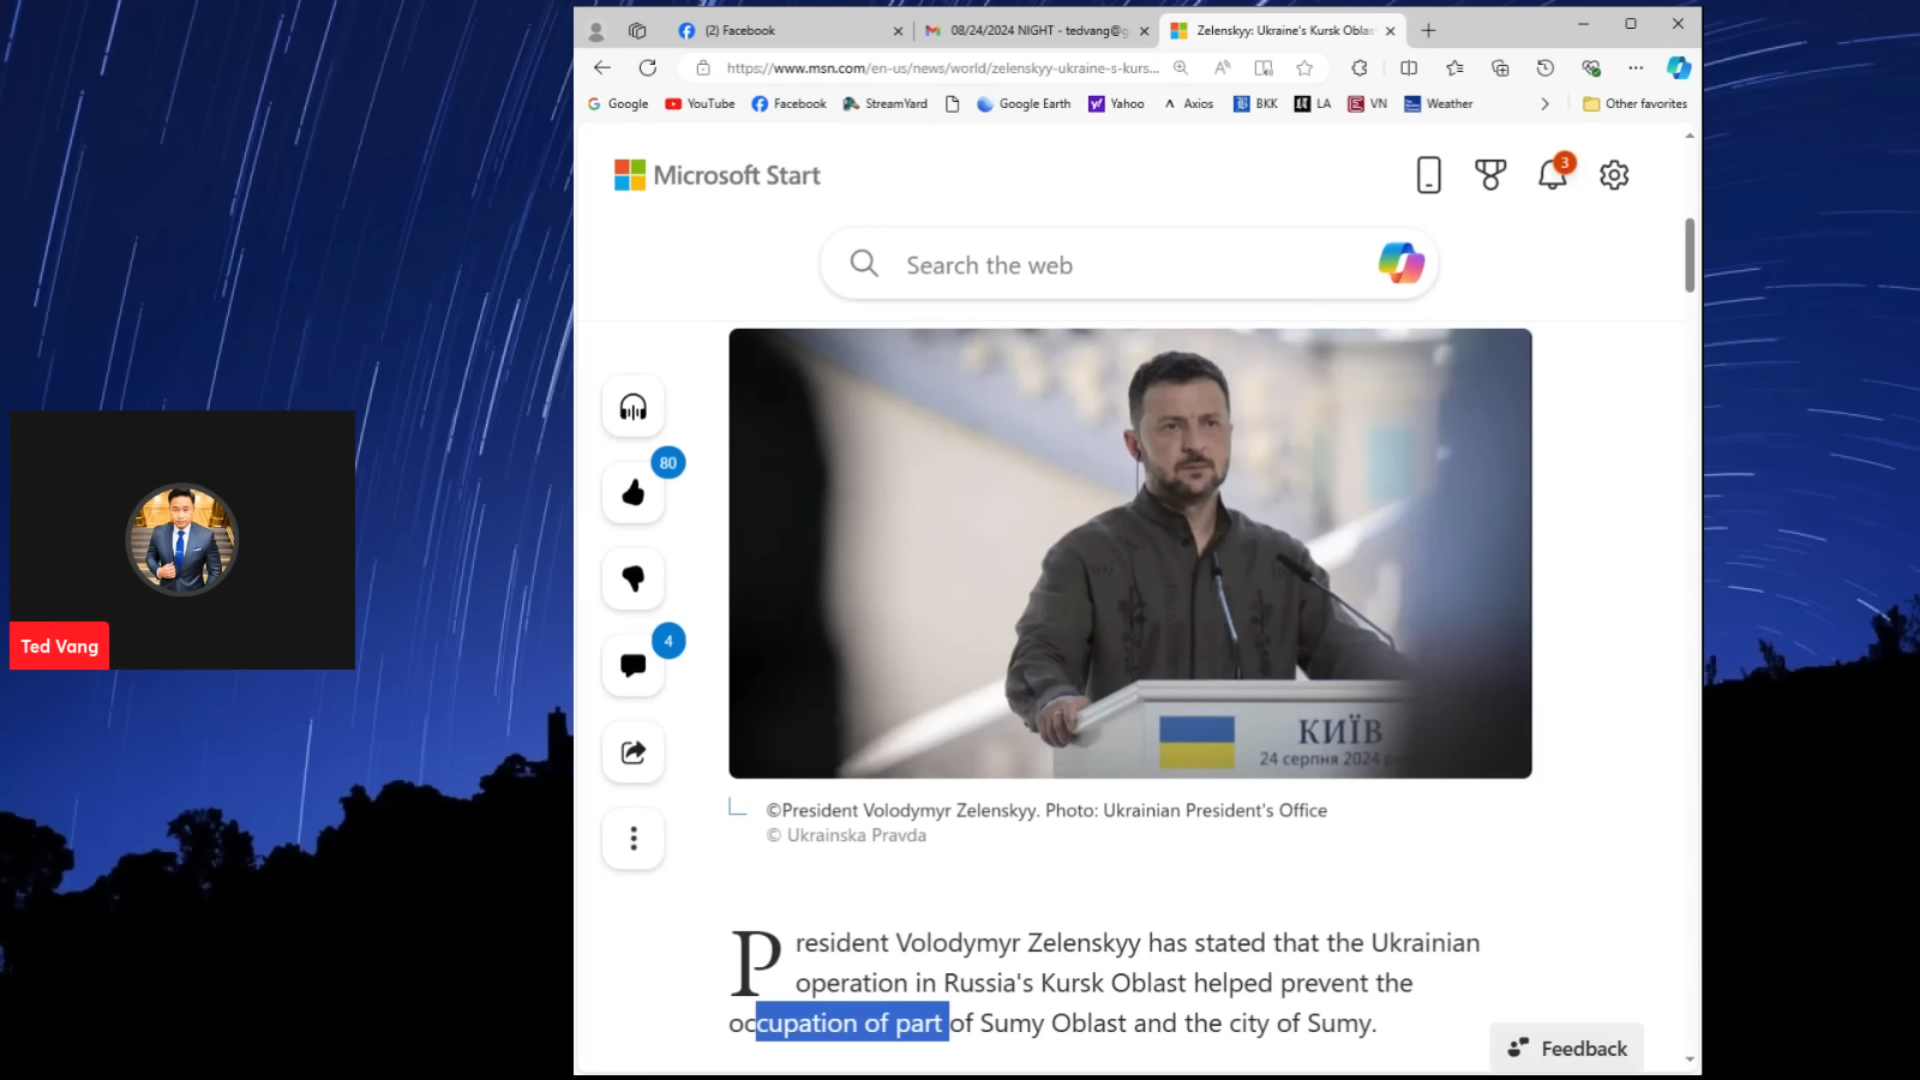 (2) Facebook
08/24/2024 NIGHT - tedvang@g
Zelenskyy: Ukraine's Kursk Oblas
https://www.msn.com/en-us/news/world/zelenskyy-ukraine-s-kurs...
Google
YouTube
Facebook
StreamYard
Google Earth
Yahoo
Axios
BKK
LA
VN
Weather
Other favorites
Microsoft Start
3
Search the web
80
4
Ted Vang
КИЇВ
24 серпня 2024
©President Volodymyr Zelenskyy. Photo: Ukrainian President's Office
© Ukrainska Pravda
President Volodymyr Zelenskyy has stated that the Ukrainian
operation in Russia's Kursk Oblast helped prevent the
occupation of part of Sumy Oblast and the city of Sumy.
Feedback